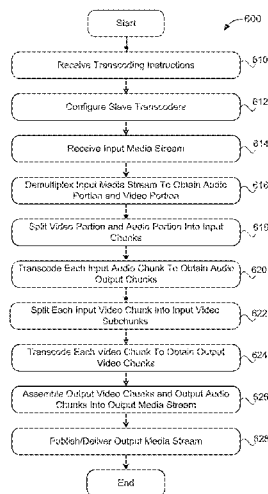 600
Start
Receive Transcoding Instructions
610
Configure Slave Transcoders
612
Receive Input Media Stream
614
Demultiplex Input Media Stream To Obtain Audio
Portion and Video Portion
616
Split Video Portion and Audio Portion Into Input
Chunks
618
Transcode Each Input Audio Chunk To Obtain Audio
Output Chunks
620
Split Each Input Video Chunk Into Input Video
Subchunks
622
Transcode Each Video Chunk To Obtain Output
Video Chunks
624
Assemble Output Video Chunks and Output Audio
Chunks Into Output Media Stream
626
Publish/Deliver Output Media Stream
628
End